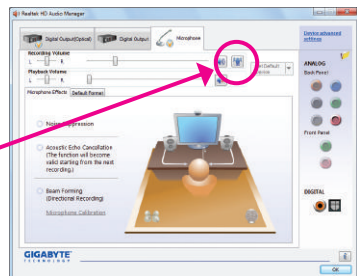 Realtek HD Audio Manager
Digital Output(Optical)
Digital Output
Microphone
Device advanced
settings
Recording Volume
L
R
Set Default
Device
Playback Volume
L
R
ANALOG
Back Panel
Microphone Effects
Default Format
Noise Suppression
Acoustic Echo Cancellation
(The function will become
valid starting from the next
recording.)
Front Panel
Beam Forming
(Directional Recording)
Microphone Calibration
DIGITAL
GIGABYTE
TECHNOLOGY
OK